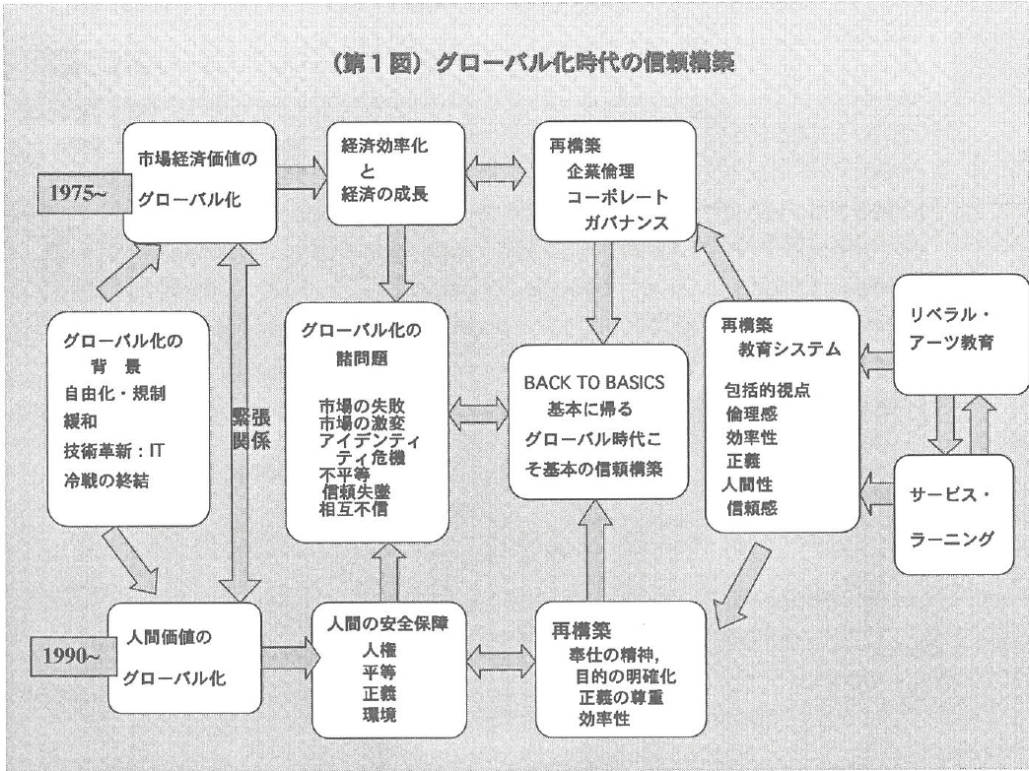 （第１図）グローバル化時代の信頼構築
1975~
市場経済価値の
グローバル化
経済効率化
と
経済の成長
再構築
企業倫理
コーポレート
ガバナンス
グローバル化の
背　景
自由化・規制
緩和
技術革新：IT
冷戦の終結
緊張
関係
グローバル化の
諸問題
市場の失敗
市場の激変
アイデンティ
ティ危機
不平等
信頼失墜
相互不信
BACK TO BASICS
基本に帰る
グローバル時代こ
そ基本の信頼構築
再構築
教育システム
包括的視点
倫理感
効率性
正義
人間性
信頼感
リベラル・
アーツ教育
サービス・
ラーニング
1990~
人間価値の
グローバル化
人間の安全保障
人権
平等
正義
環境
再構築
奉仕の精神，
目的の明確化
正義の尊重
効率性